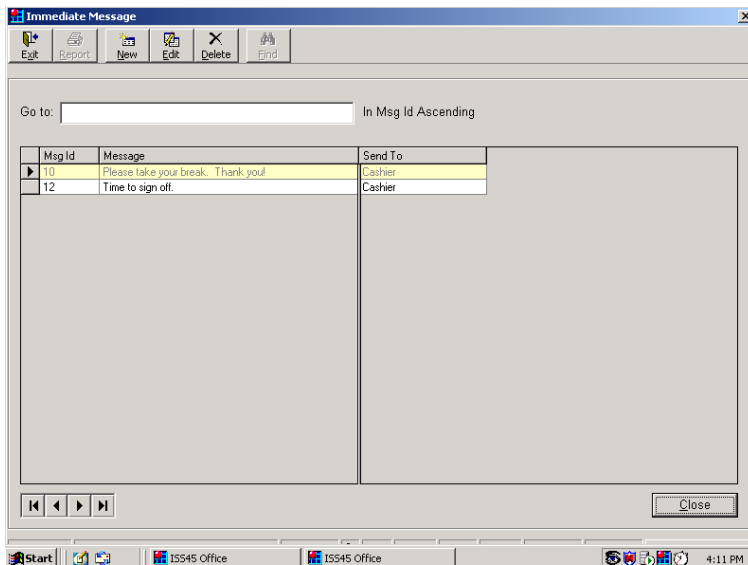 Immediate Message
Exit Report New Edit Delete Find
Go to: In Msg Id Ascending
Msg Id Message Send To
10 Please take your break. Thank you! Cashier
12 Time to sign off. Cashier
Close
Start ISS45 Office ISS45 Office 4:11 PM